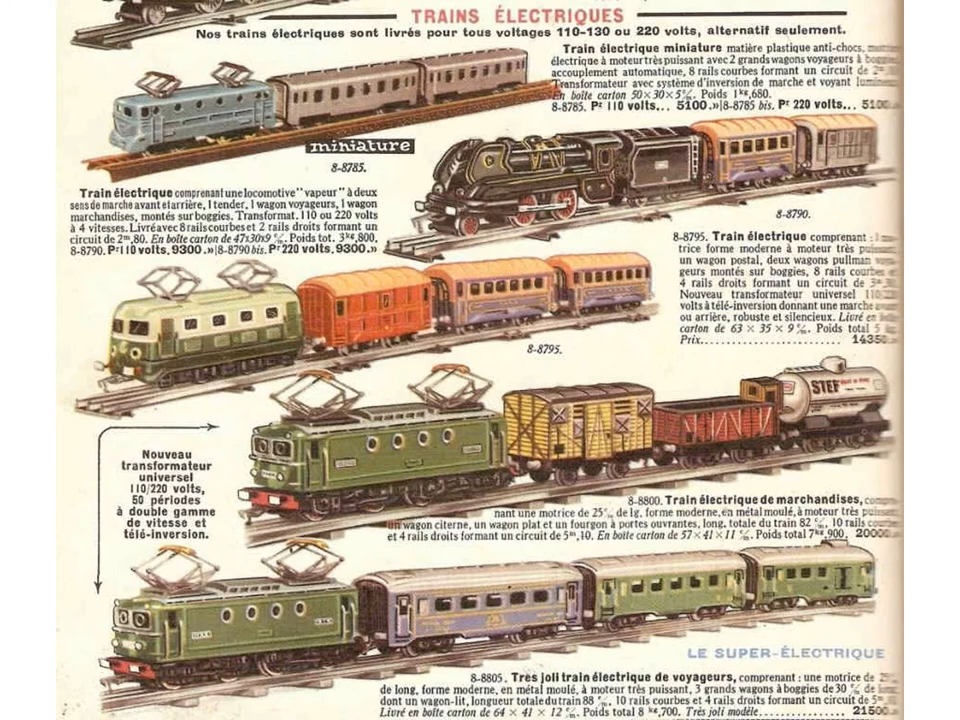 TRAINS ÉLECTRIQUES
Nos trains électriques sont livrés pour tous voltages 110-130 ou 220 volts, alternatif seulement.
Train électrique miniature matière plastique anti-chocs,
électrique à moteur très puissant avec 2 grands wagons voyageurs à
accouplement automatique, 8 rails courbes formant un circuit de 2
Transformateur avec système d'inversion de marche et voyant
En boîte carton 50 x 30 x 5 c/m. Poids 1 kg,680.
8-8785. Pr 110 volts... 5100.»|8-8785 bis. Pr 220 volts... 5100
miniature
8-8785.
Train électrique comprenant une locomotive "vapeur" à deux
sens de marche avant et arrière, 1 tender, 1 wagon voyageurs, 1 wagon
marchandises, montés sur boggies. Transformat. 110 ou 220 volts
à 4 vitesses. Livré avec 8 rails courbes et 2 rails droits formant un
circuit de 2m,80. En boîte carton de 47x30x9 c/m. Poids tot. 3kg,800.
8-8790. Pr 110 volts. 9300.»|8-8790 bis. Pr 220 volts. 9300.»
8-8790.
8-8795. Train électrique comprenant :
trice forme moderne à moteur très
un wagon postal, deux wagons pullman
geurs montés sur boggies, 8 rails courbes
4 rails droits formant un circuit de 3
Nouveau transformateur universel 110
volts à télé-inversion donnant une marche
ou arrière, robuste et silencieux. Livré en
carton de 63 × 35 × 9 c/m. Poids total 5
Prix........................ 14350
8-8795.
STEF
Nouveau
transformateur
universel
110/220 volts,
50 périodes
à double gamme
de vitesse et
télé-inversion.
8-8800. Train électrique de marchandises,
nant une motrice de 25 c/m de lg. forme moderne, en métal moulé, à moteur très
un wagon citerne, un wagon plat et un fourgon à portes ouvrantes, long. totale du train 82 c/m, 10 rails
et 4 rails droits formant un circuit de 5m,10. En boîte carton de 57 × 41 × 11 c/m. Poids total 7kg,900. 20000
LE SUPER-ÉLECTRIQUE
8-8805. Très joli train électrique de voyageurs, comprenant : une motrice de
de long, forme moderne, en métal moulé, à moteur très puissant, 3 grands wagons à boggies de 30 c/m de
dont un wagon-lit, longueur totale du train 88 c/m, 10 rails courbes et 4 rails droits formant un circuit de 5
Livré en boîte carton de 64 × 41 × 12 c/m. Poids total 8 kg,700. Très joli modèle................ 21500